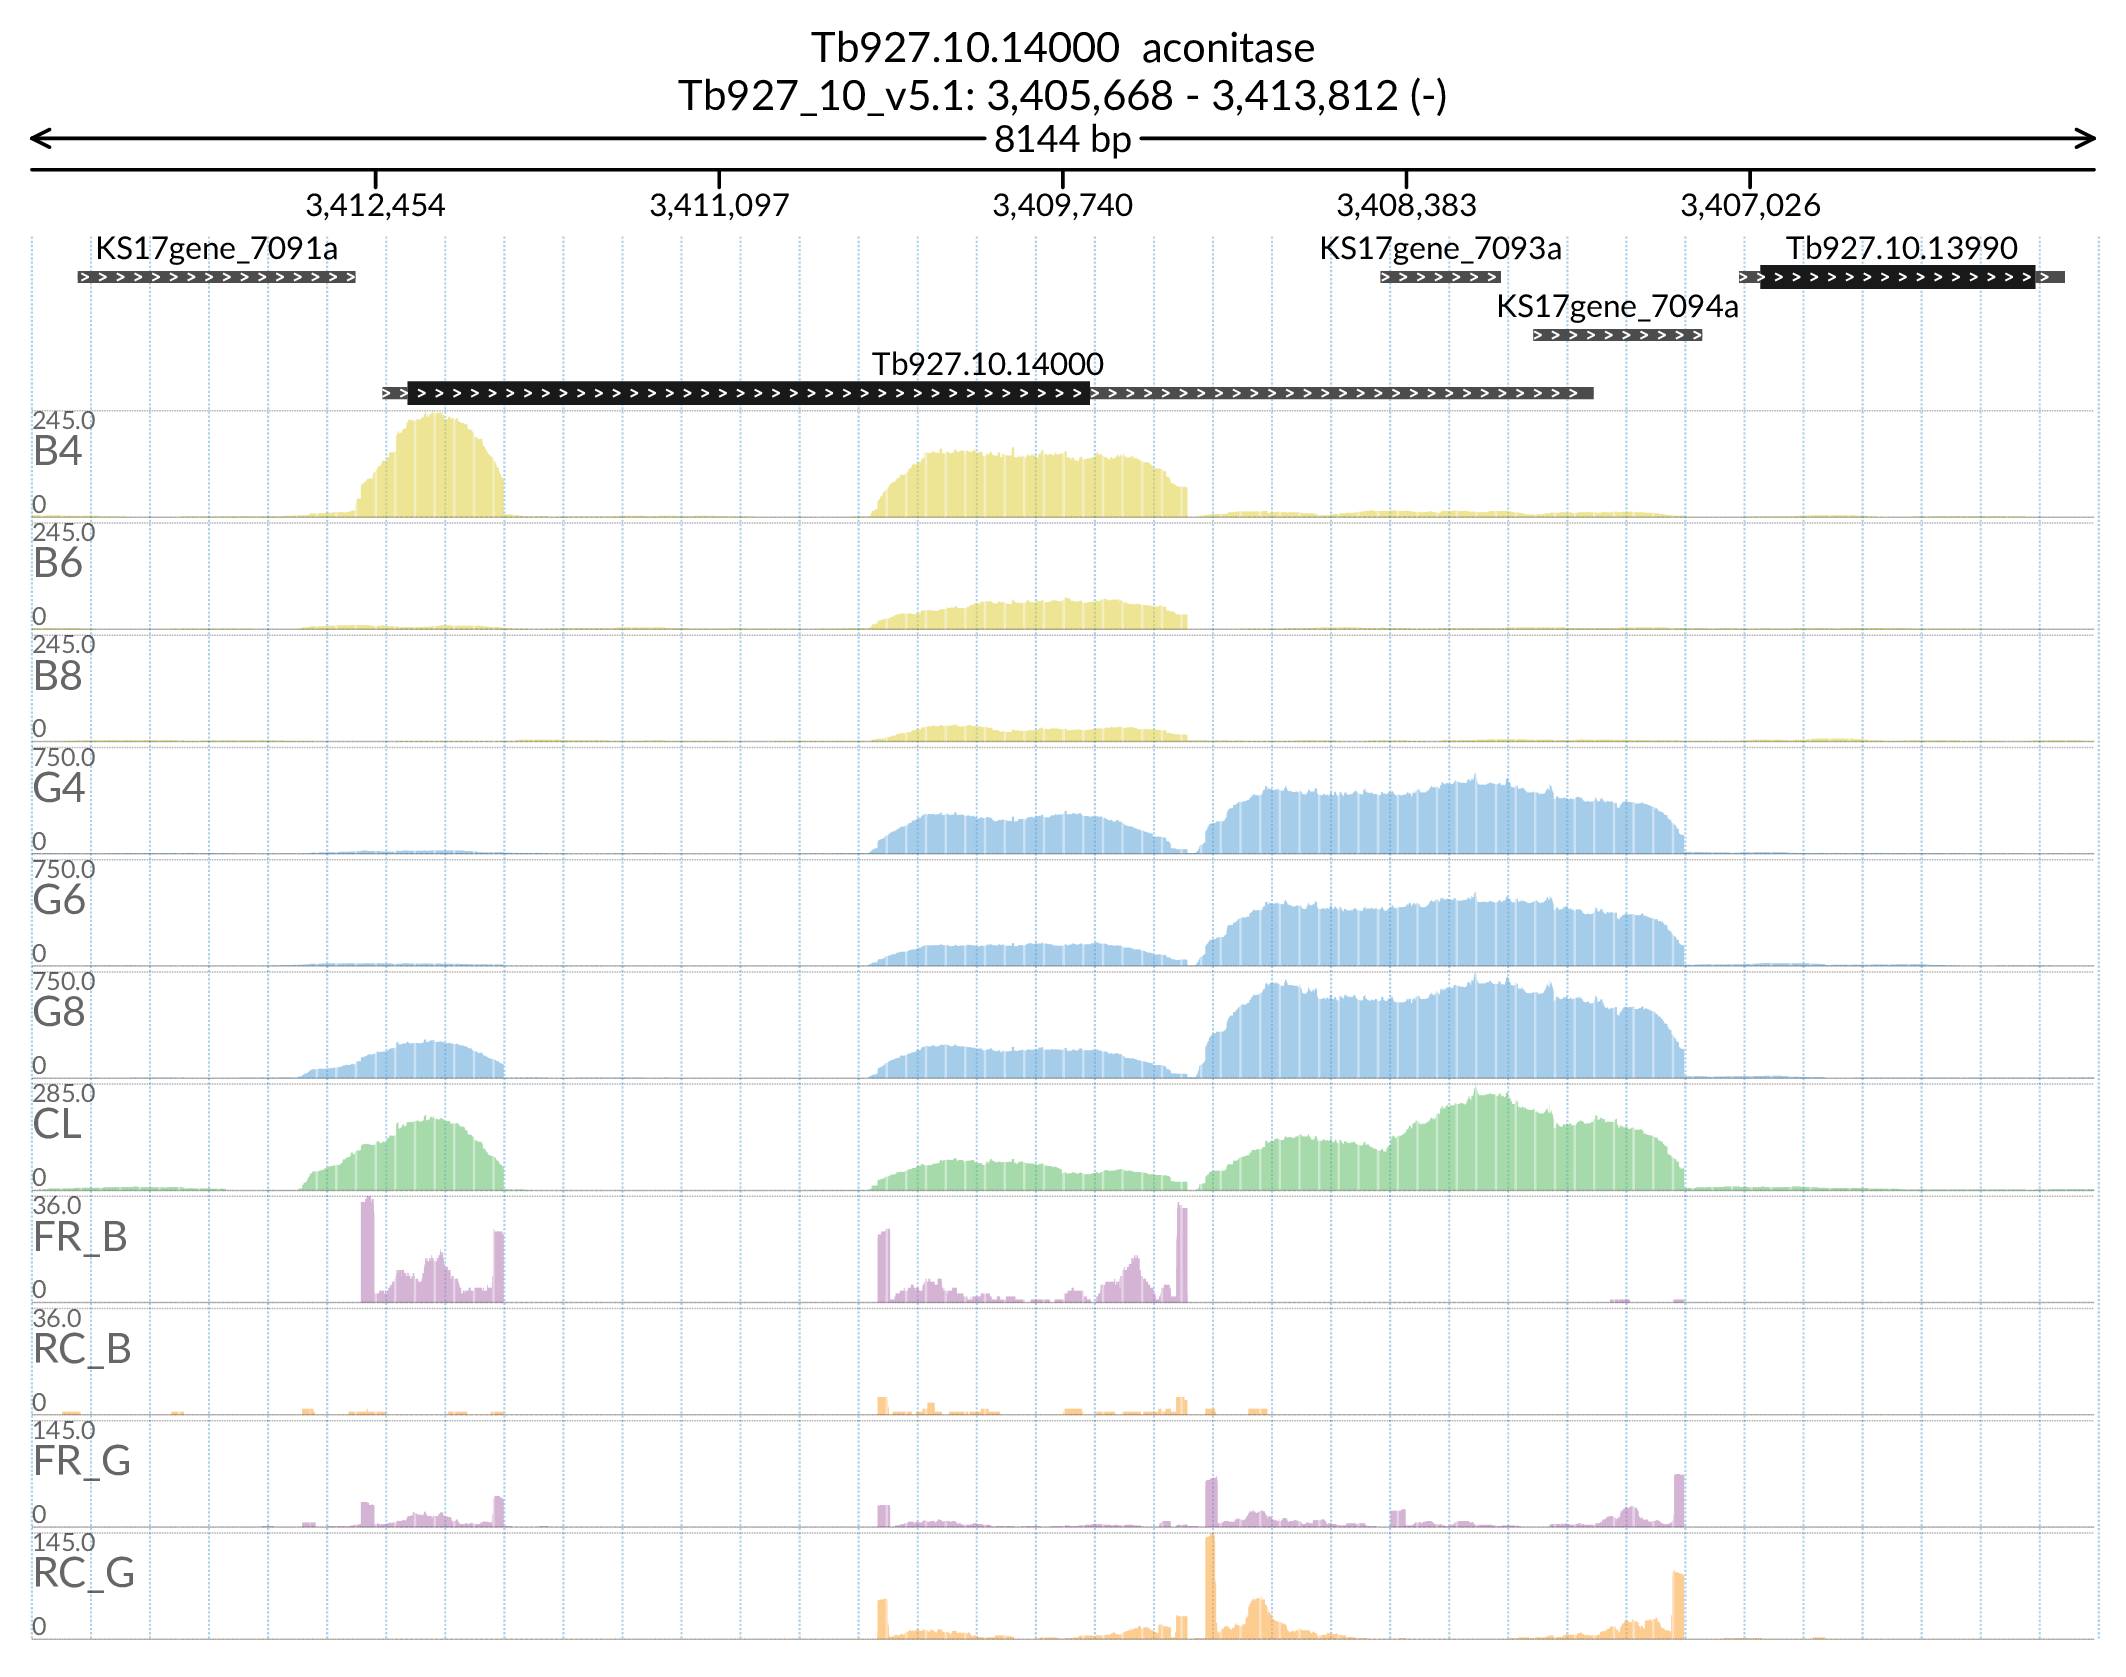 Tb927.10.14000 aconitase
Tb927_10_v5.1: 3,405,668 - 3,413,812 (-)
8144 bp
3,412,454 3,411,097 3,409,740 3,408,383 3,407,026
KS17gene_7091a KS17gene_7093a Tb927.10.13990
KS17gene_7094a
Tb927.10.14000
245.0
B4
0
245.0
B6
0
245.0
B8
0
750.0
G4
0
750.0
G6
0
750.0
G8
0
285.0
CL
0
36.0
FR_B
0
36.0
RC_B
0
145.0
FR_G
0
145.0
RC_G
0